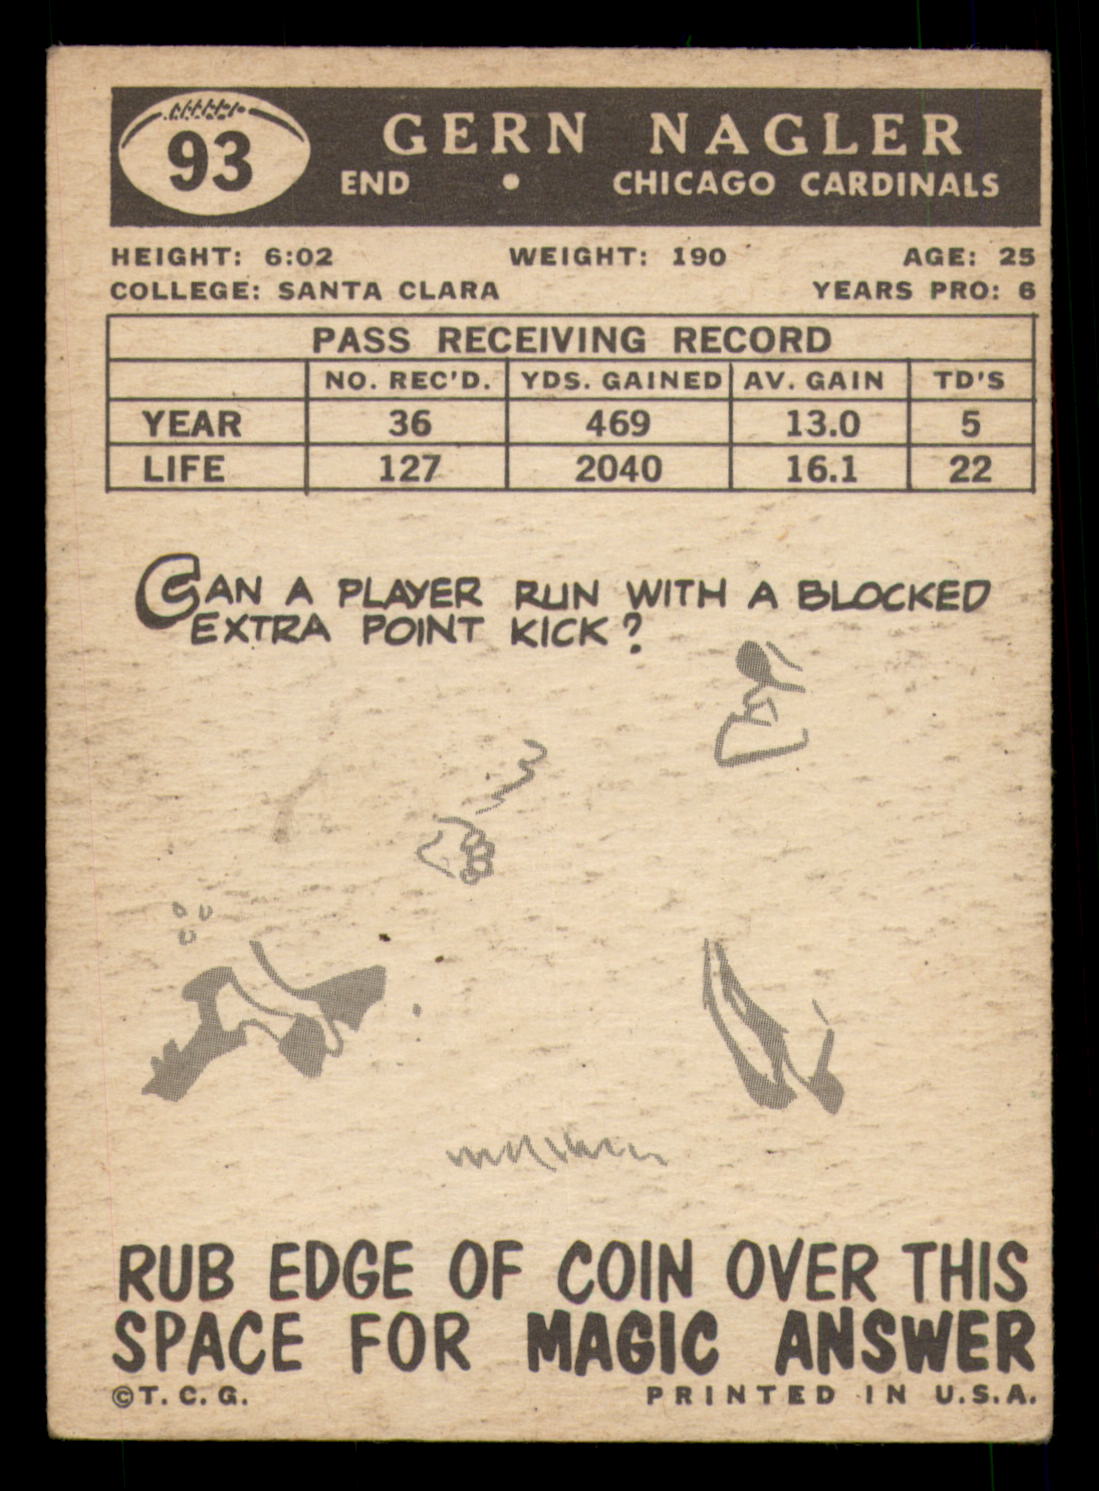 93
GERN NAGLER
END • CHICAGO CARDINALS
HEIGHT: 6:02 WEIGHT: 190 AGE: 25
COLLEGE: SANTA CLARA YEARS PRO: 6
PASS RECEIVING RECORD
NO. REC'D. YDS. GAINED AV. GAIN TD'S
YEAR 36 469 13.0 5
LIFE 127 2040 16.1 22
CAN A PLAYER RUN WITH A BLOCKED
EXTRA POINT KICK?
RUB EDGE OF COIN OVER THIS
SPACE FOR MAGIC ANSWER
©T. C. G. PRINTED IN U.S.A.